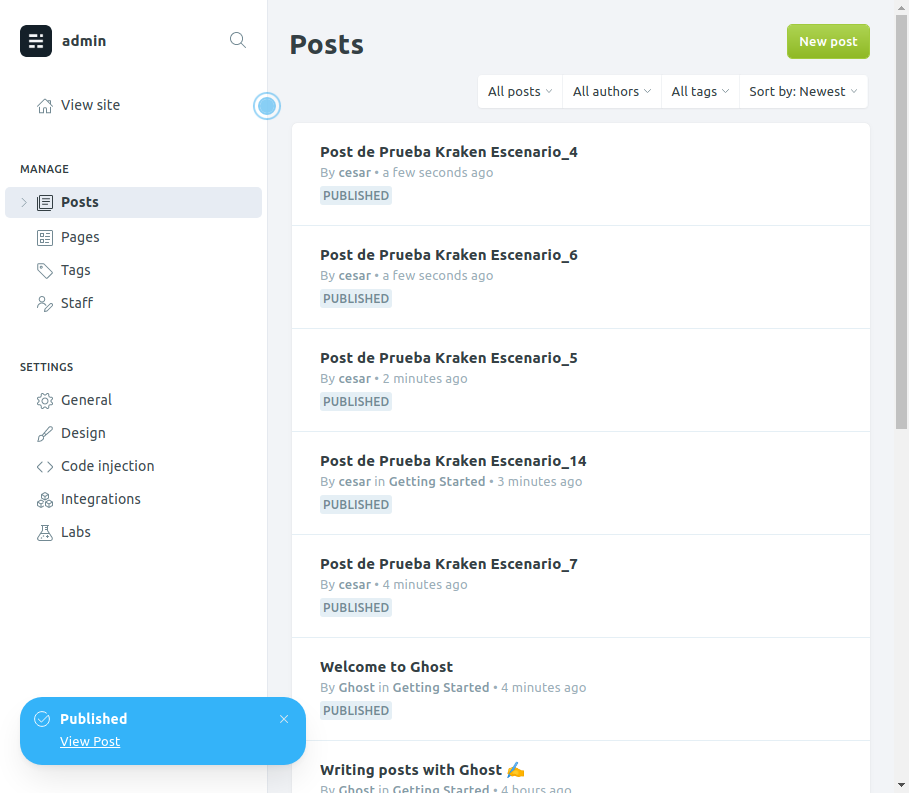 admin
View site
MANAGE
Posts
Pages
Tags
Staff
SETTINGS
General
Design
Code injection
Integrations
Labs
Published
View Post
Posts
New post
All posts
All authors
All tags
Sort by: Newest
Post de Prueba Kraken Escenario_4
By cesar • a few seconds ago
PUBLISHED
Post de Prueba Kraken Escenario_6
By cesar • a few seconds ago
PUBLISHED
Post de Prueba Kraken Escenario_5
By cesar • 2 minutes ago
PUBLISHED
Post de Prueba Kraken Escenario_14
By cesar in Getting Started • 3 minutes ago
PUBLISHED
Post de Prueba Kraken Escenario_7
By cesar • 4 minutes ago
PUBLISHED
Welcome to Ghost
By Ghost in Getting Started • 4 minutes ago
PUBLISHED
Writing posts with Ghost ✍️
By Ghost in Getting Started • 4 hours ago